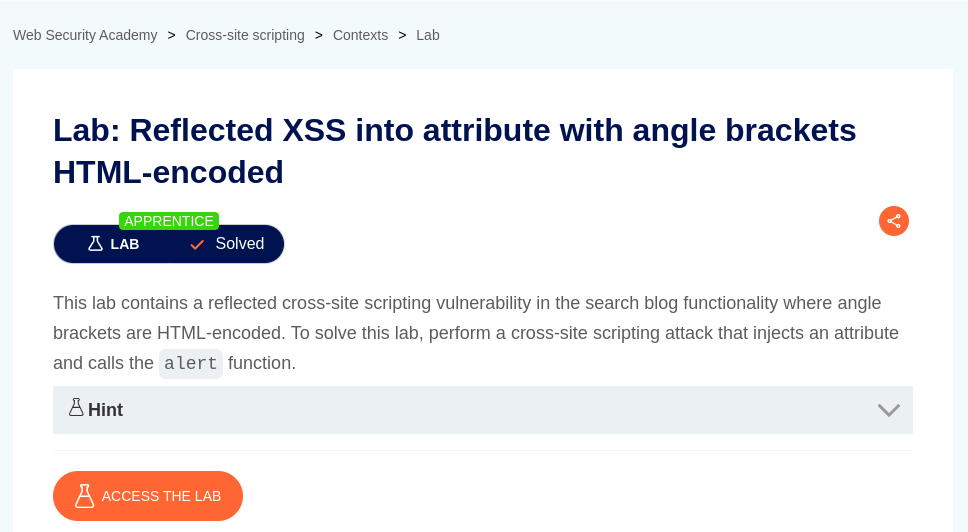 Web Security Academy > Cross-site scripting > Contexts > Lab
Lab: Reflected XSS into attribute with angle brackets
HTML-encoded
APPRENTICE
LAB Solved
This lab contains a reflected cross-site scripting vulnerability in the search blog functionality where angle
brackets are HTML-encoded. To solve this lab, perform a cross-site scripting attack that injects an attribute
and calls the alert function.
Hint
ACCESS THE LAB